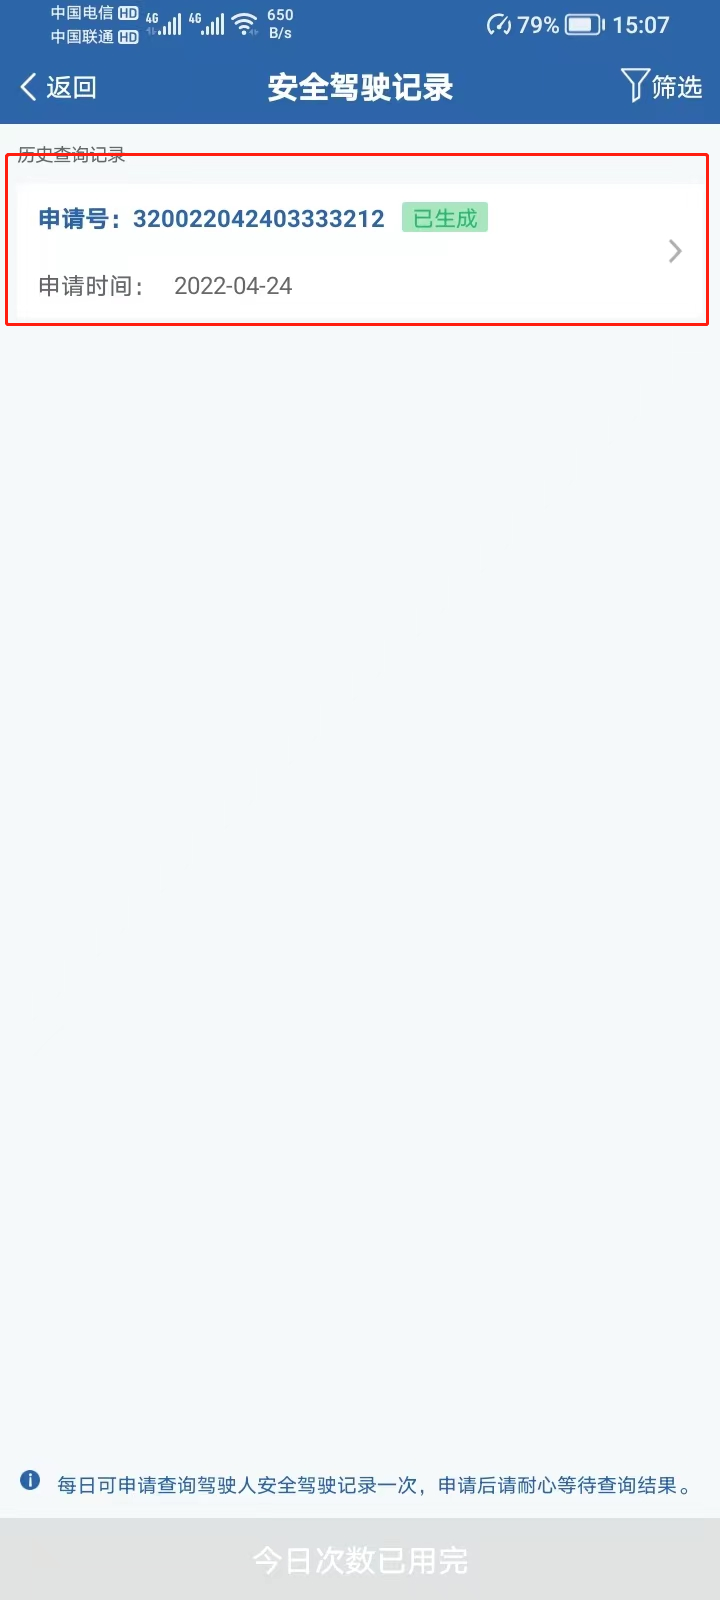 中国电信 HD 4G 4G 650 79% 15:07
中国联通 HD B/s
返回 安全驾驶记录 筛选
历史查询记录
申请号：320022042403333212 已生成
申请时间： 2022-04-24
每日可申请查询驾驶人安全驾驶记录一次，申请后请耐心等待查询结果。
今日次数已用完